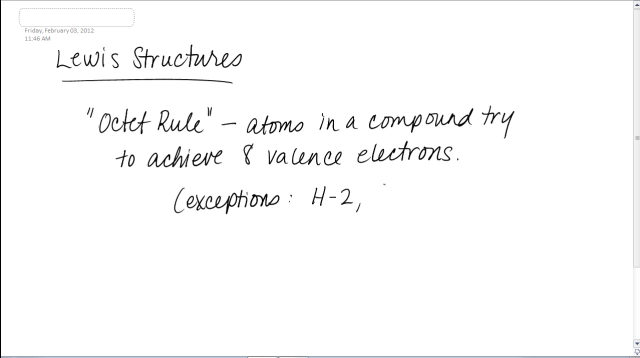 Friday, February 03, 2012
11:46 AM
Lewis Structures
"Octet Rule" – atoms in a compound try
to achieve 8 valence electrons.
(exceptions: H-2,